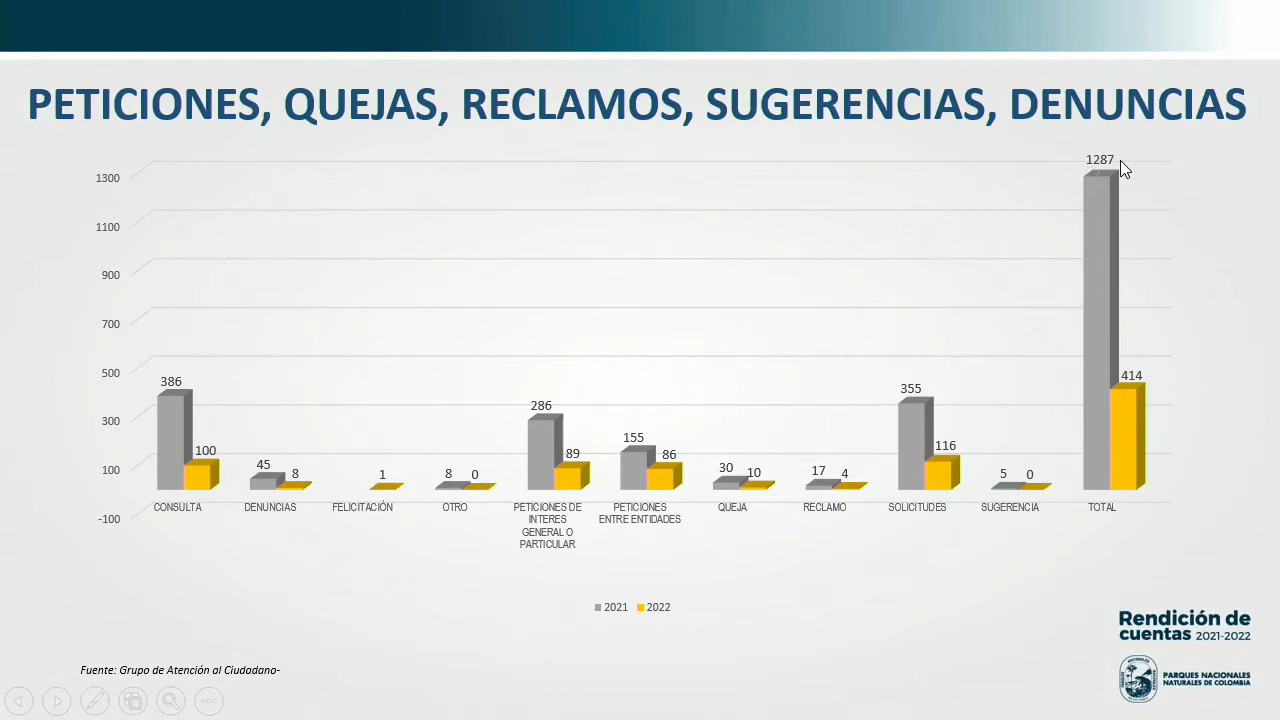 PETICIONES, QUEJAS, RECLAMOS, SUGERENCIAS, DENUNCIAS
1300
1100
900
700
500
300
100
-100
386
100
45
8
1
8
0
286
89
155
86
30
10
17
4
355
116
5
0
1287
414
CONSULTA
DENUNCIAS
FELICITACIÓN
OTRO
PETICIONES DE
INTERES
GENERAL O
PARTICULAR
PETICIONES
ENTRE ENTIDADES
QUEJA
RECLAMO
SOLICITUDES
SUGERENCIA
TOTAL
2021
2022
Rendición de
cuentas 2021-2022
Fuente: Grupo de Atención al Ciudadano-
PARQUES NACIONALES
NATURALES DE COLOMBIA